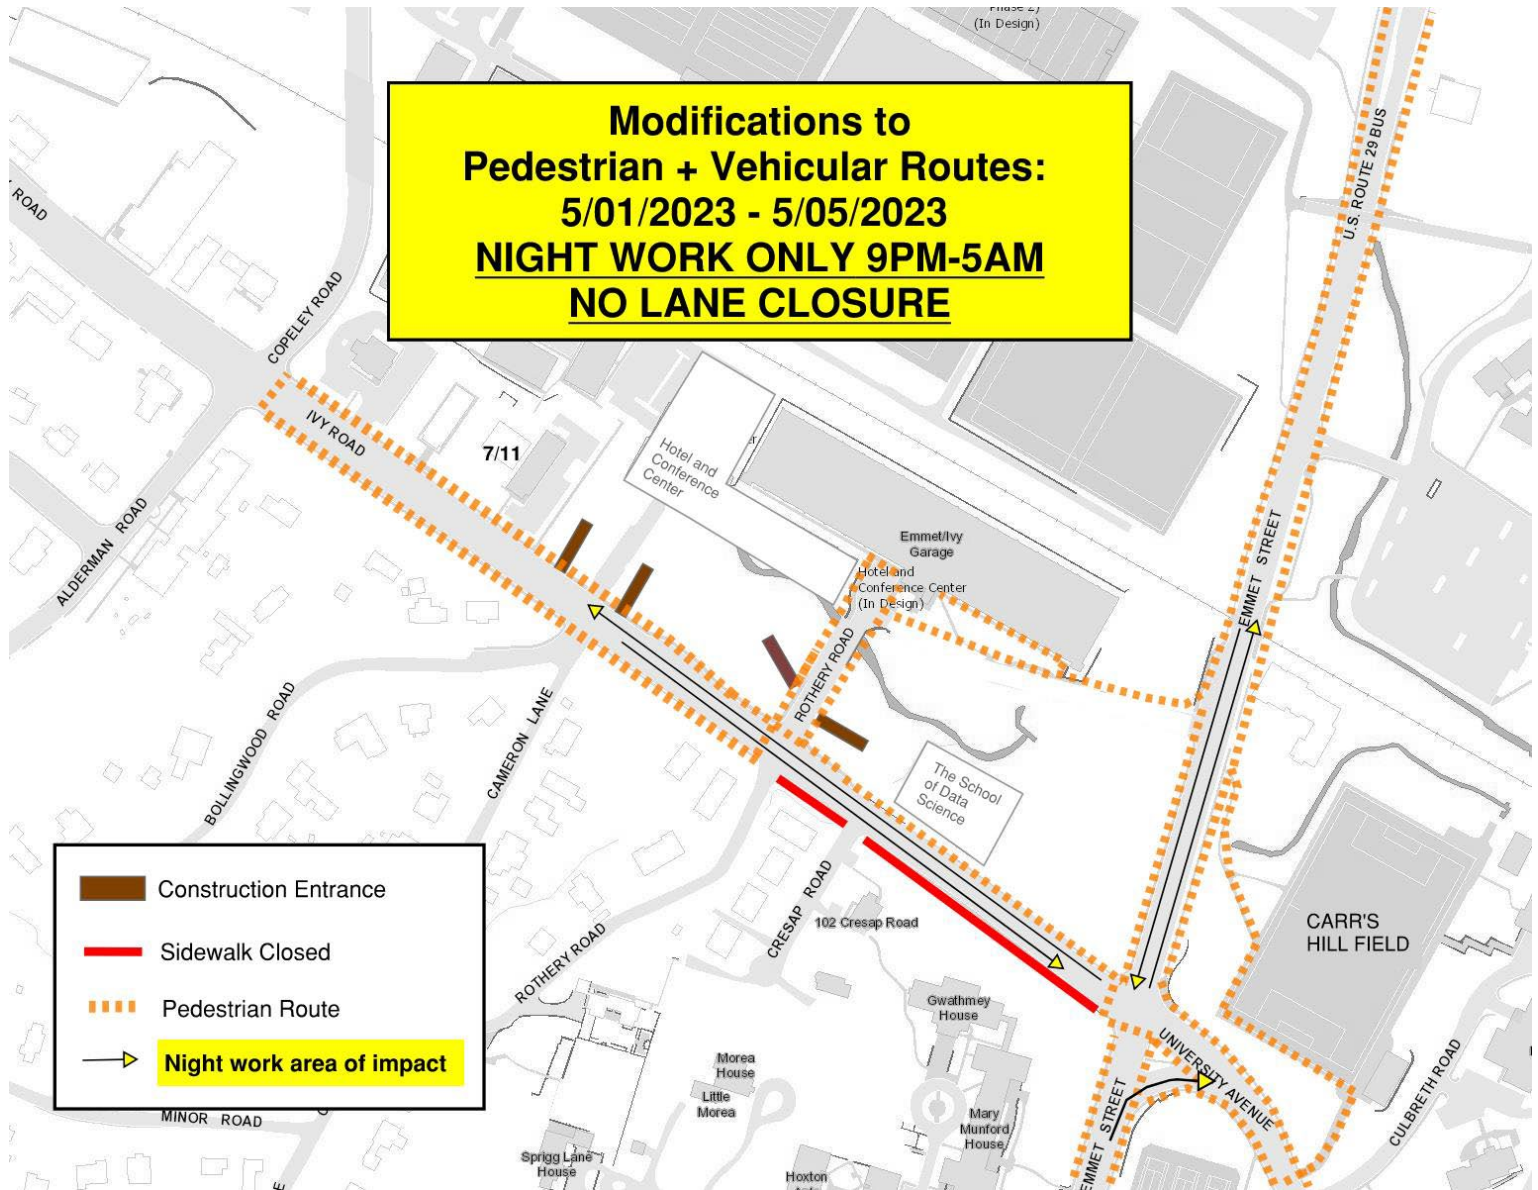 Phase 2)
(In Design)
Modifications to
Pedestrian + Vehicular Routes:
5/01/2023 - 5/05/2023
NIGHT WORK ONLY 9PM-5AM
NO LANE CLOSURE
U.S. ROUTE 29 BUS
ROAD
COPELEY ROAD
IVY ROAD
7/11
Hotel and
Conference
Center
ALDERMAN ROAD
Emmet/Ivy
Garage
Hotel and
Conference Center
(In Design)
EMMET STREET
ROTHERY ROAD
BOLLINGWOOD ROAD
CAMERON LANE
The School
of Data
Science
CRESAP ROAD
102 Cresap Road
CARR'S
HILL FIELD
Construction Entrance
Sidewalk Closed
Pedestrian Route
Night work area of impact
ROTHERY ROAD
Gwathmey
House
UNIVERSITY AVENUE
CULBRETH ROAD
Morea
House
Little
Morea
EMMET STREET
Mary
Munford
House
MINOR ROAD
Sprigg Lane
House
Hoxton